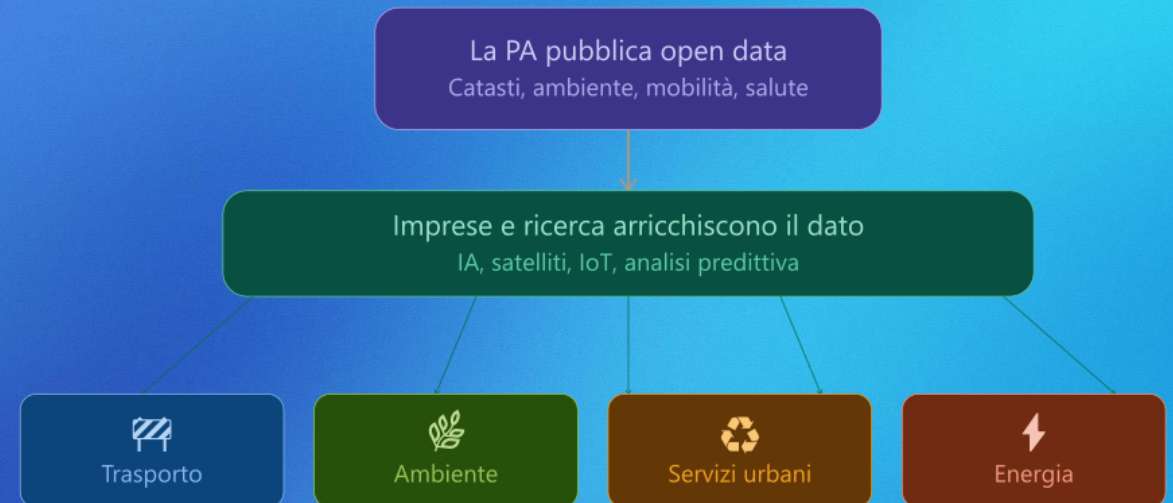 La PA pubblica open data
Catasti, ambiente, mobilità, salute
Imprese e ricerca arricchiscono il dato
IA, satelliti, IoT, analisi predittiva
Trasporto
Ambiente
Servizi urbani
Energia